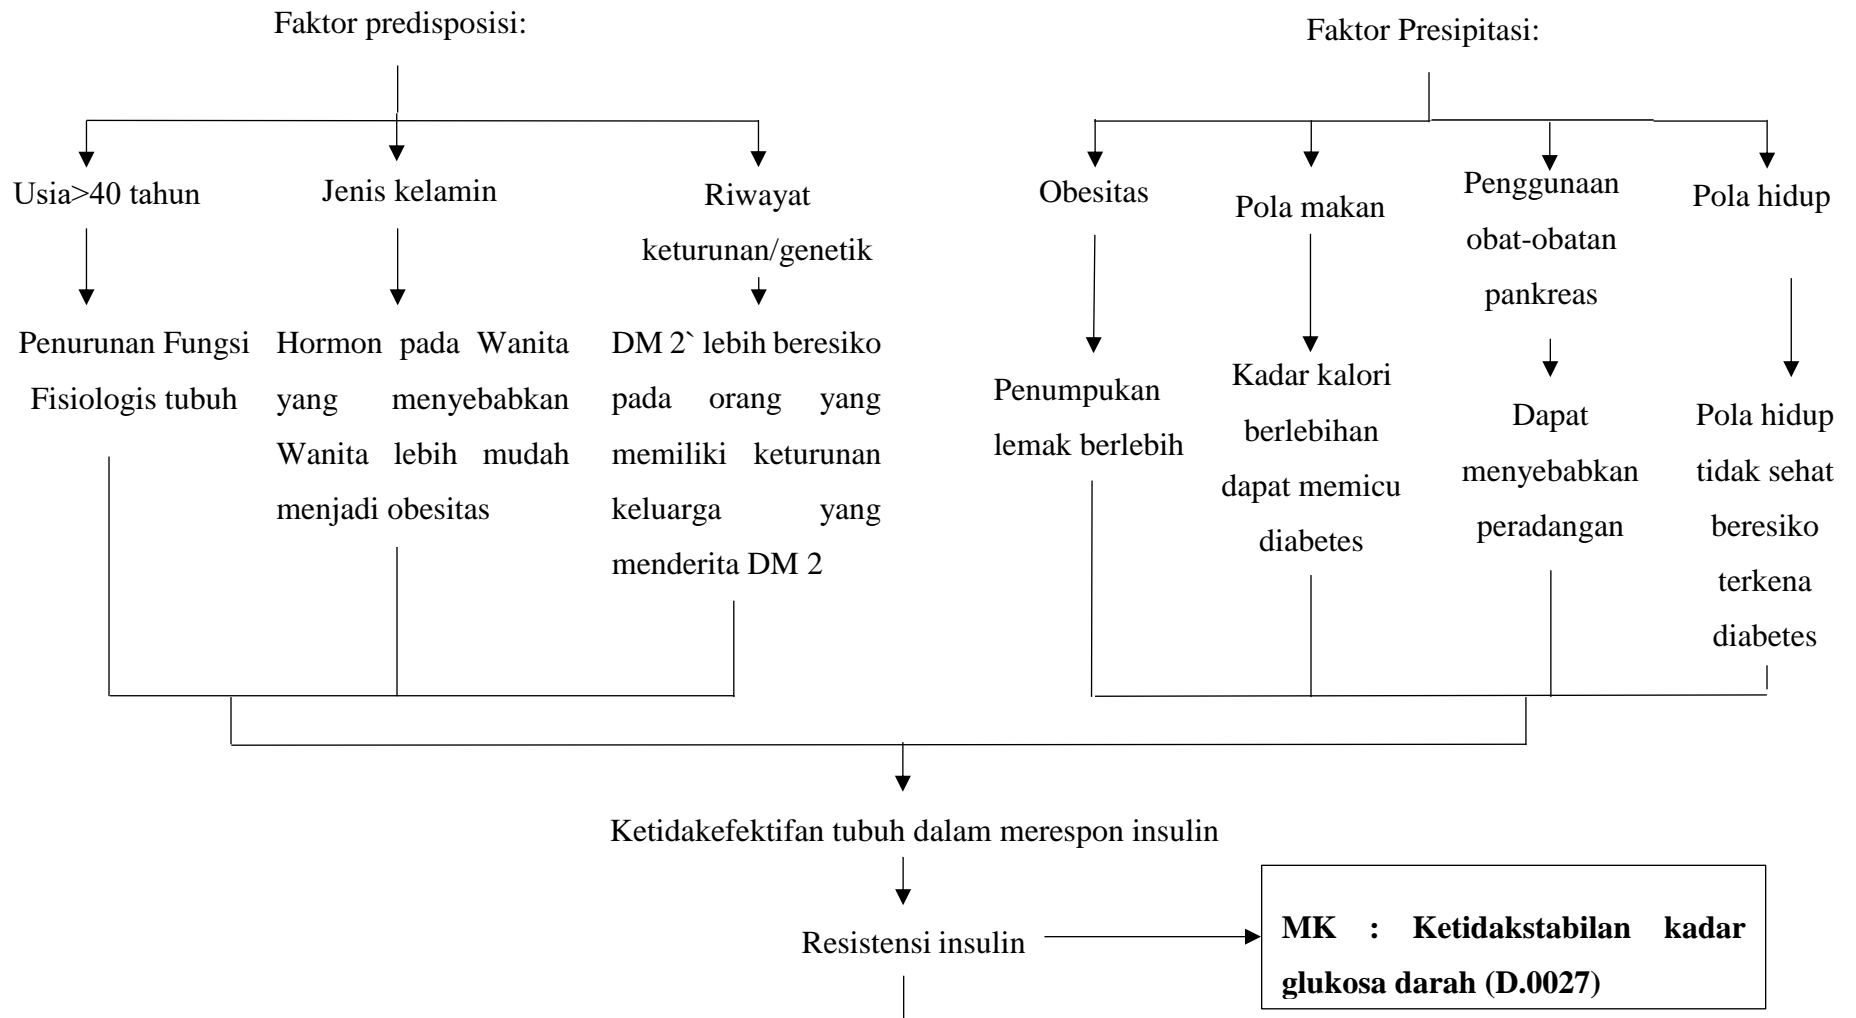 Faktor predisposisi:
Faktor Presipitasi:
Usia>40 tahun
Jenis kelamin
Riwayat
keturunan/genetik
Obesitas
Pola makan
Penggunaan
obat-obatan
pankreas
Pola hidup
Penurunan Fungsi
Fisiologis tubuh
Hormon pada Wanita
yang menyebabkan
Wanita lebih mudah
menjadi obesitas
DM 2` lebih beresiko
pada orang yang
memiliki keturunan
keluarga yang
menderita DM 2
Penumpukan
lemak berlebih
Kadar kalori
berlebihan
dapat memicu
diabetes
Dapat
menyebabkan
peradangan
Pola hidup
tidak sehat
beresiko
terkena
diabetes
Ketidakefektifan tubuh dalam merespon insulin
Resistensi insulin
MK : Ketidakstabilan kadar
glukosa darah (D.0027)